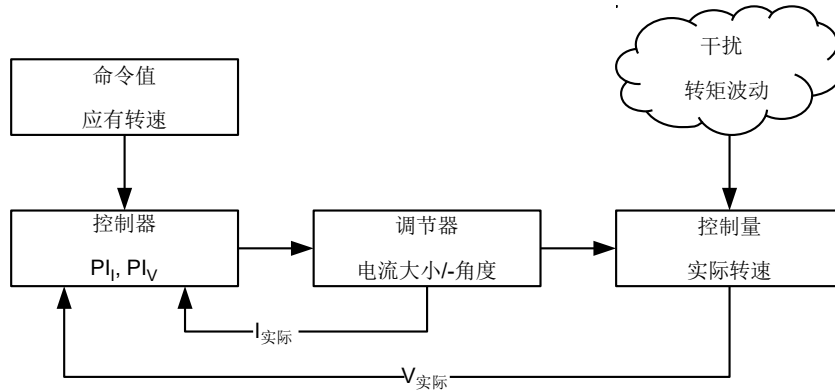 干扰
转矩波动
命令值
应有转速
控制器
PI_I, PI_V
调节器
电流大小/-角度
控制量
实际转速
I实际
V实际